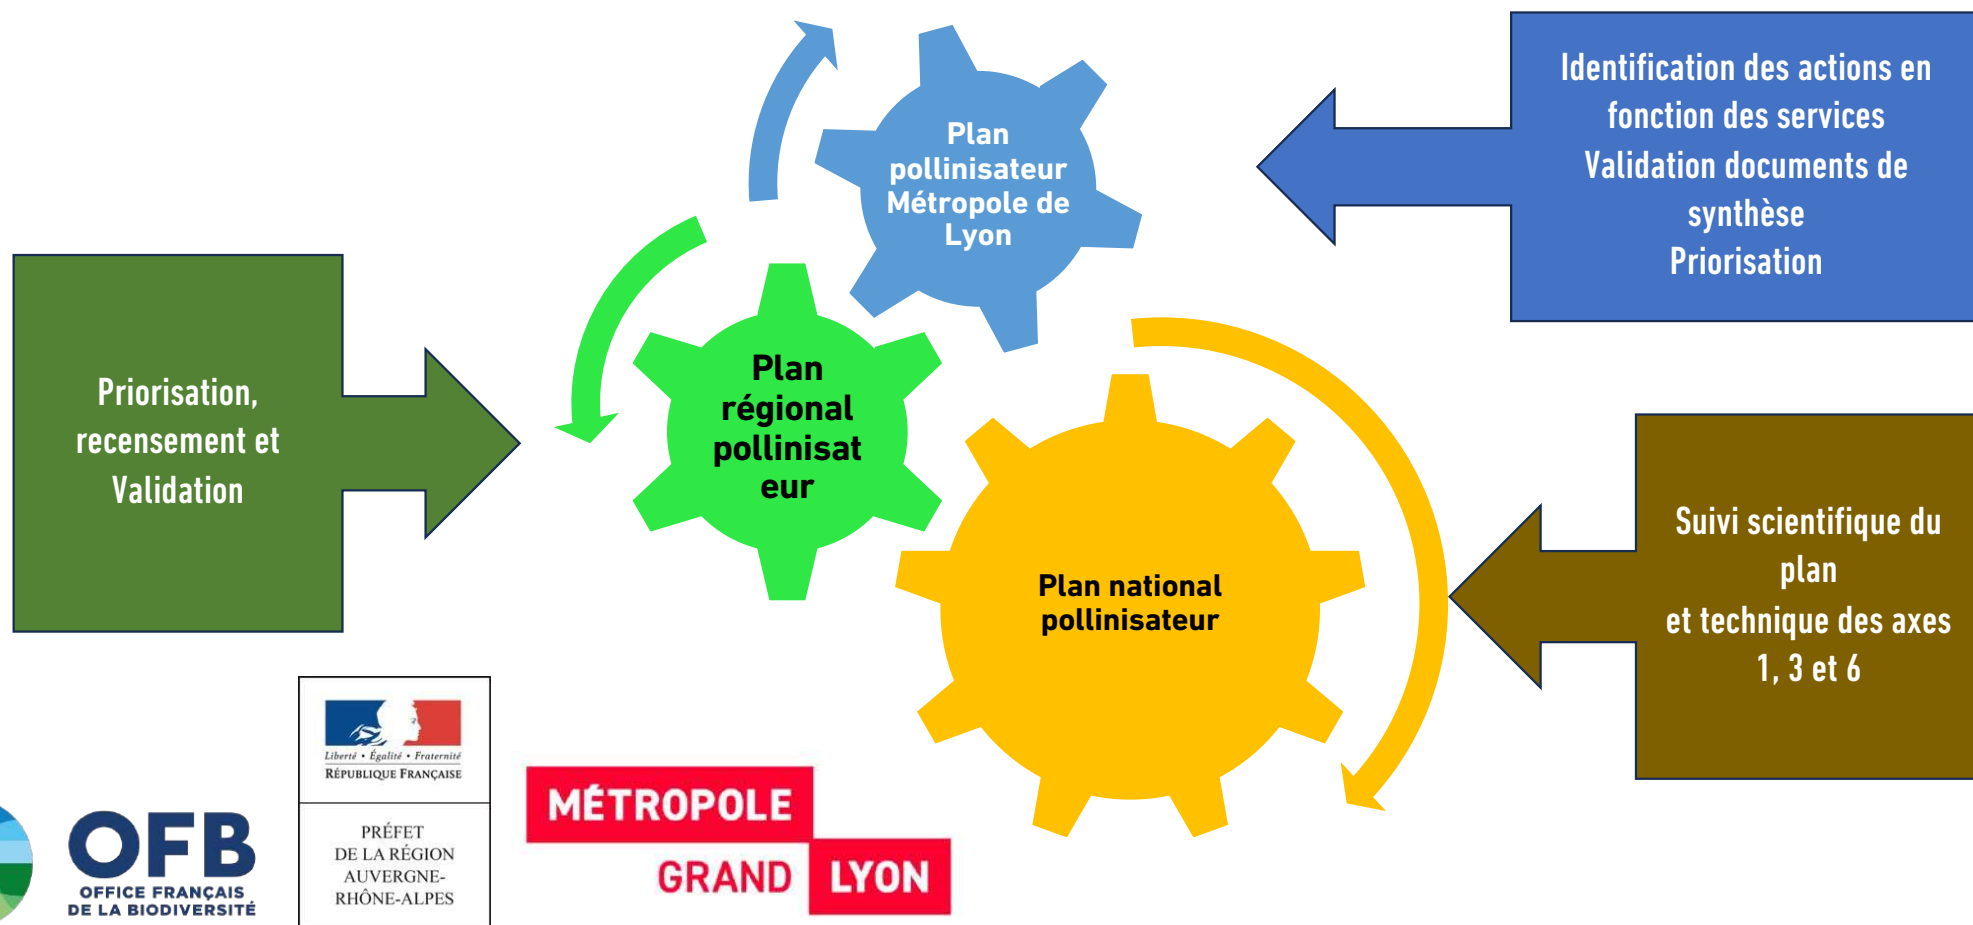 Plan
pollinisateur
Métropole de
Lyon
Identification des actions en
fonction des services
Validation documents de
synthèse
Priorisation
Priorisation,
recensement et
Validation
Plan
régional
pollinisat
eur
Plan national
pollinisateur
Suivi scientifique du
plan
et technique des axes
1, 3 et 6
OFB
OFFICE FRANÇAIS
DE LA BIODIVERSITÉ
Liberté • Égalité • Fraternité
RÉPUBLIQUE FRANÇAISE
PRÉFET
DE LA RÉGION
AUVERGNE-
RHÔNE-ALPES
MÉTROPOLE
GRAND LYON